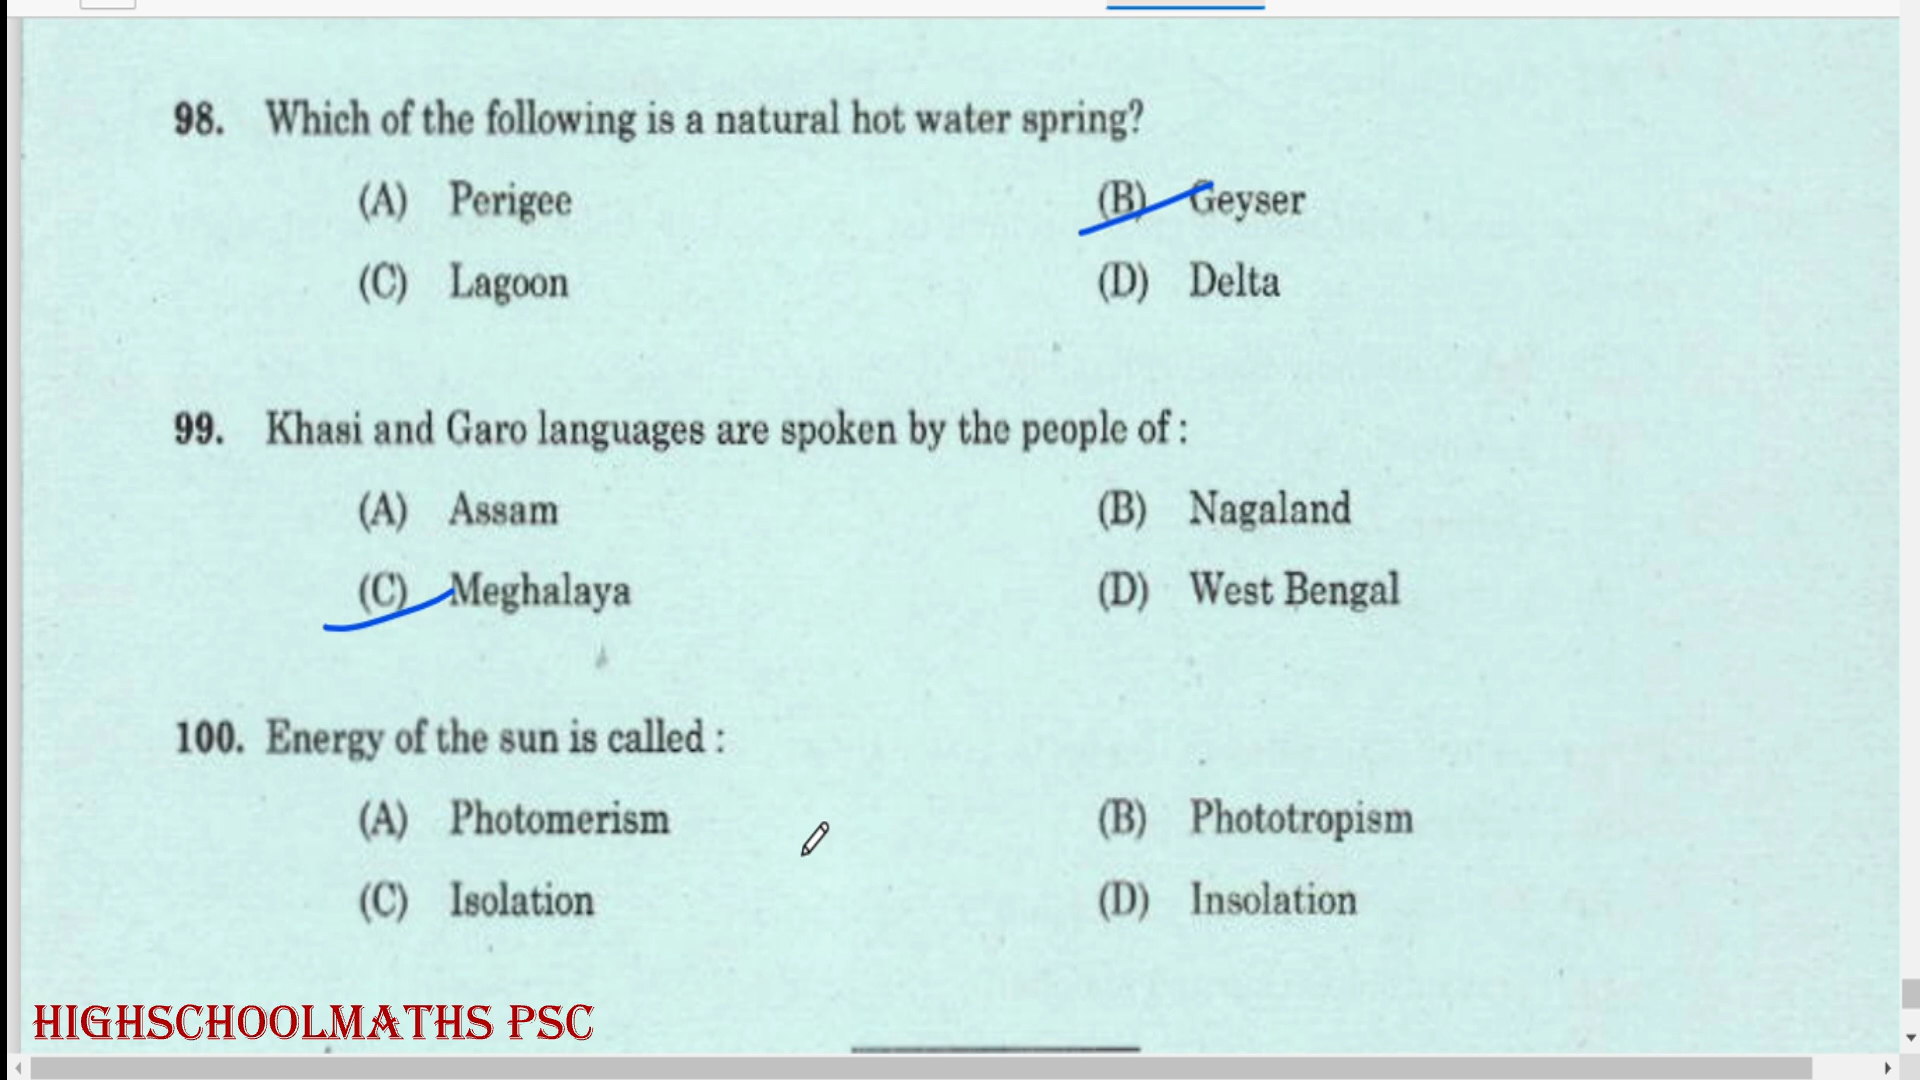 98. Which of the following is a natural hot water spring?
(A) Perigee (B) Geyser
(C) Lagoon (D) Delta
99. Khasi and Garo languages are spoken by the people of :
(A) Assam (B) Nagaland
(C) Meghalaya (D) West Bengal
100. Energy of the sun is called :
(A) Photomerism (B) Phototropism
(C) Isolation (D) Insolation
HIGHSCHOOLMATHS PSC